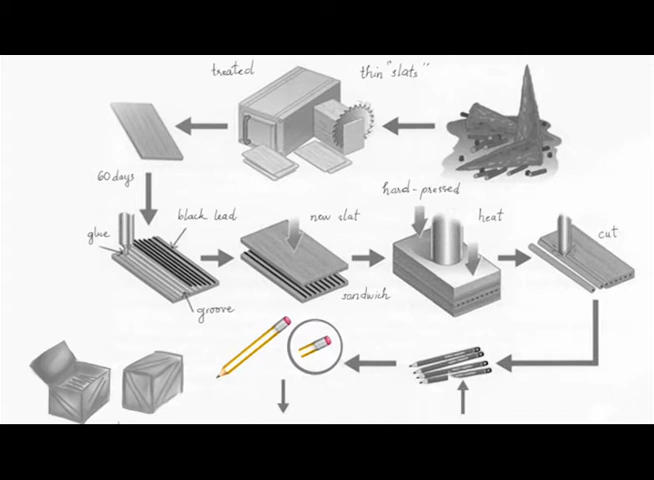 treated
thin "slats"
60 days
hard-pressed
glue
black lead
new slat
heat
cut
sandwich
groove